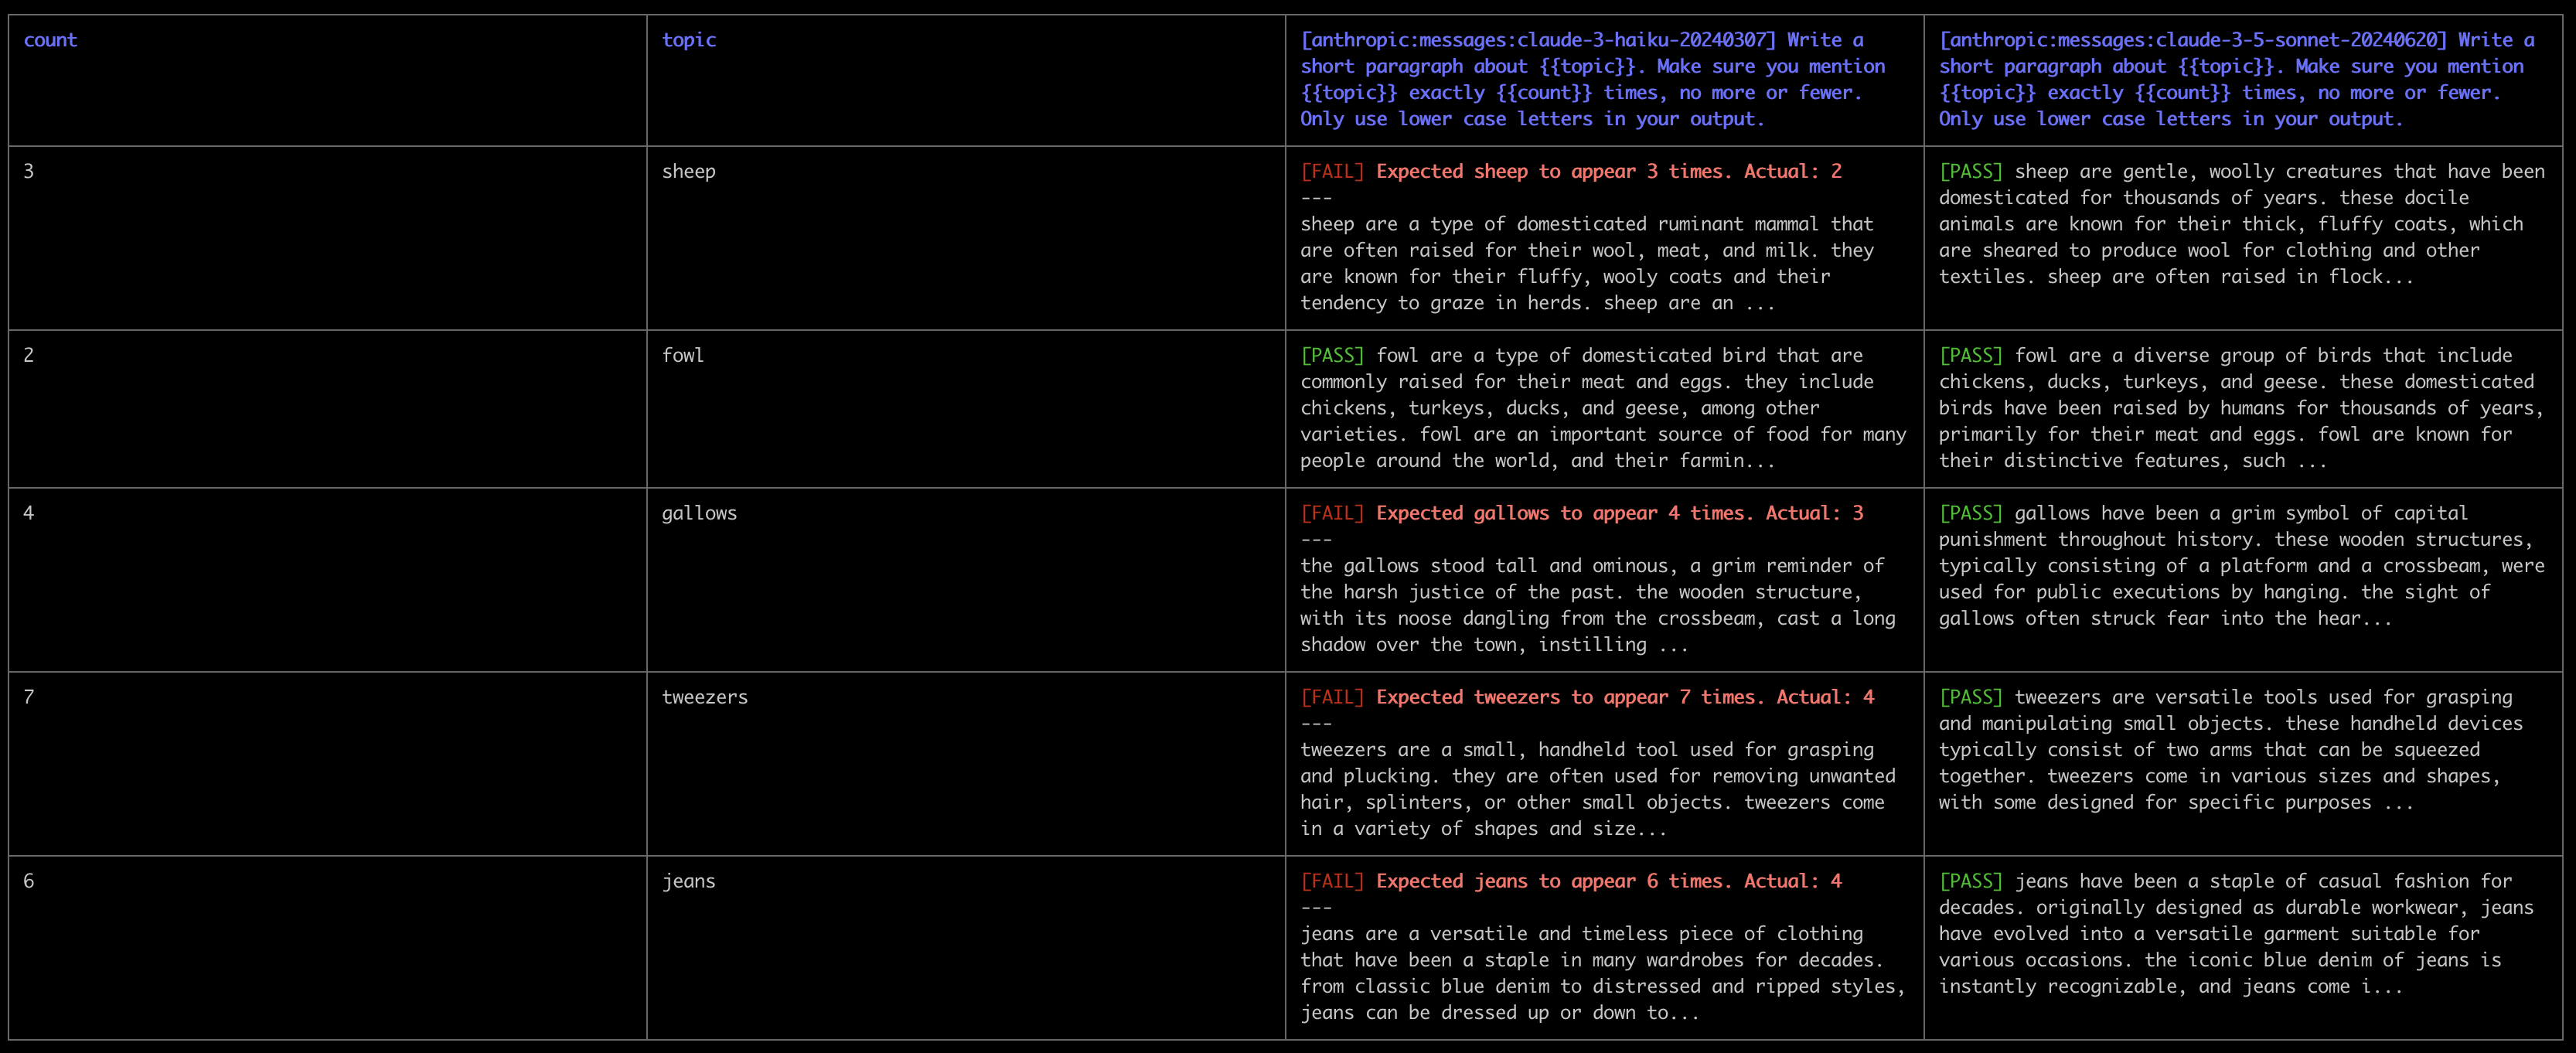 count
topic
[anthropic:messages:claude-3-haiku-20240307] Write a
short paragraph about {{topic}}. Make sure you mention
{{topic}} exactly {{count}} times, no more or fewer.
Only use lower case letters in your output.
[anthropic:messages:claude-3-5-sonnet-20240620] Write a
short paragraph about {{topic}}. Make sure you mention
{{topic}} exactly {{count}} times, no more or fewer.
Only use lower case letters in your output.
3
sheep
[FAIL] Expected sheep to appear 3 times. Actual: 2
---
sheep are a type of domesticated ruminant mammal that
are often raised for their wool, meat, and milk. they
are known for their fluffy, wooly coats and their
tendency to graze in herds. sheep are an ...
[PASS] sheep are gentle, woolly creatures that have been
domesticated for thousands of years. these docile
animals are known for their thick, fluffy coats, which
are sheared to produce wool for clothing and other
textiles. sheep are often raised in flock...
2
fowl
[PASS] fowl are a type of domesticated bird that are
commonly raised for their meat and eggs. they include
chickens, turkeys, ducks, and geese, among other
varieties. fowl are an important source of food for many
people around the world, and their farmin...
[PASS] fowl are a diverse group of birds that include
chickens, ducks, turkeys, and geese. these domesticated
birds have been raised by humans for thousands of years,
primarily for their meat and eggs. fowl are known for
their distinctive features, such ...
4
gallows
[FAIL] Expected gallows to appear 4 times. Actual: 3
---
the gallows stood tall and ominous, a grim reminder of
the harsh justice of the past. the wooden structure,
with its noose dangling from the crossbeam, cast a long
shadow over the town, instilling ...
[PASS] gallows have been a grim symbol of capital
punishment throughout history. these wooden structures,
typically consisting of a platform and a crossbeam, were
used for public executions by hanging. the sight of
gallows often struck fear into the hear...
7
tweezers
[FAIL] Expected tweezers to appear 7 times. Actual: 4
---
tweezers are a small, handheld tool used for grasping
and plucking. they are often used for removing unwanted
hair, splinters, or other small objects. tweezers come
in a variety of shapes and size...
[PASS] tweezers are versatile tools used for grasping
and manipulating small objects. these handheld devices
typically consist of two arms that can be squeezed
together. tweezers come in various sizes and shapes,
with some designed for specific purposes ...
6
jeans
[FAIL] Expected jeans to appear 6 times. Actual: 4
---
jeans are a versatile and timeless piece of clothing
that have been a staple in many wardrobes for decades.
from classic blue denim to distressed and ripped styles,
jeans can be dressed up or down to...
[PASS] jeans have been a staple of casual fashion for
decades. originally designed as durable workwear, jeans
have evolved into a versatile garment suitable for
various occasions. the iconic blue denim of jeans is
instantly recognizable, and jeans come i...